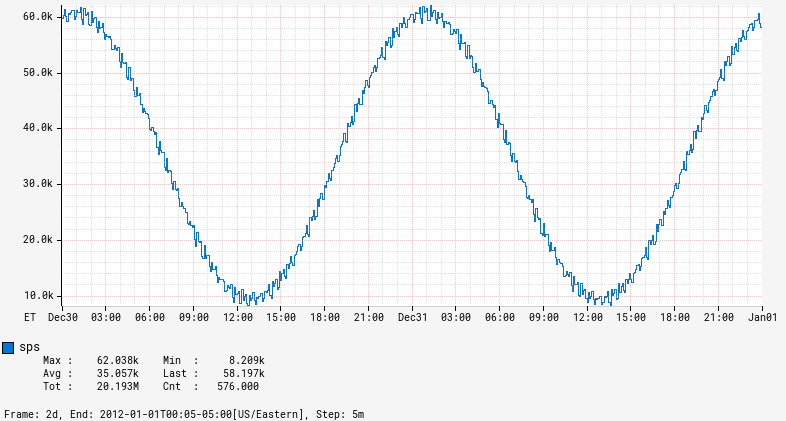 60.0k
50.0k
40.0k
30.0k
20.0k
10.0k
ET Dec30 03:00 06:00 09:00 12:00 15:00 18:00 21:00 Dec31 03:00 06:00 09:00 12:00 15:00 18:00 21:00 Jan01
sps
Max : 62.038k Min : 8.209k
Avg : 35.057k Last : 58.197k
Tot : 20.193M Cnt : 576.000
Frame: 2d, End: 2012-01-01T00:05-05:00[US/Eastern], Step: 5m